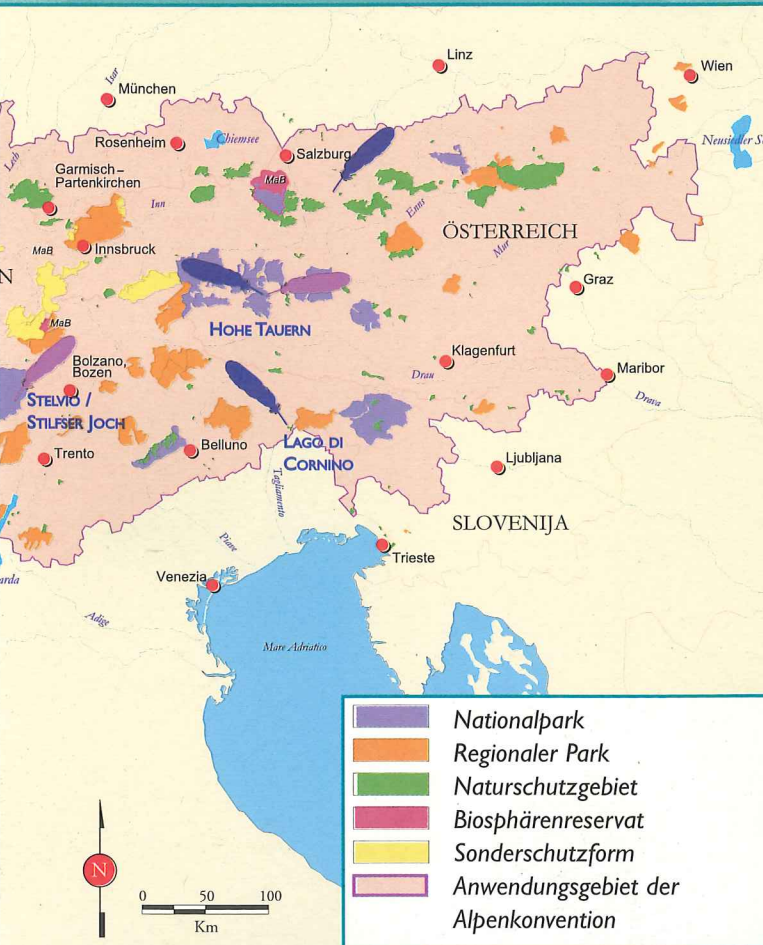 Linz
Wien
Isar
München
Rosenheim
Chiemsee
Neusiedler
Salzburg
Lech
Garmisch–
Partenkirchen
MaB
Inn
Enns
ÖSTERREICH
MaB
Innsbruck
Mur
N
Graz
MaB
HOHE TAUERN
Klagenfurt
Bolzano,
Bozen
Drau
Maribor
Drava
STELVIO /
STILFSER JOCH
Belluno
LAGO DI
CORNINO
Trento
Ljubljana
Tagliamento
SLOVENIJA
Piave
Trieste
Venezia
arda
Adige
Mare Adriatico
Nationalpark
Regionaler Park
Naturschutzgebiet
Biosphärenreservat
Sonderschutzform
Anwendungsgebiet der
Alpenkonvention
N
0 50 100
Km